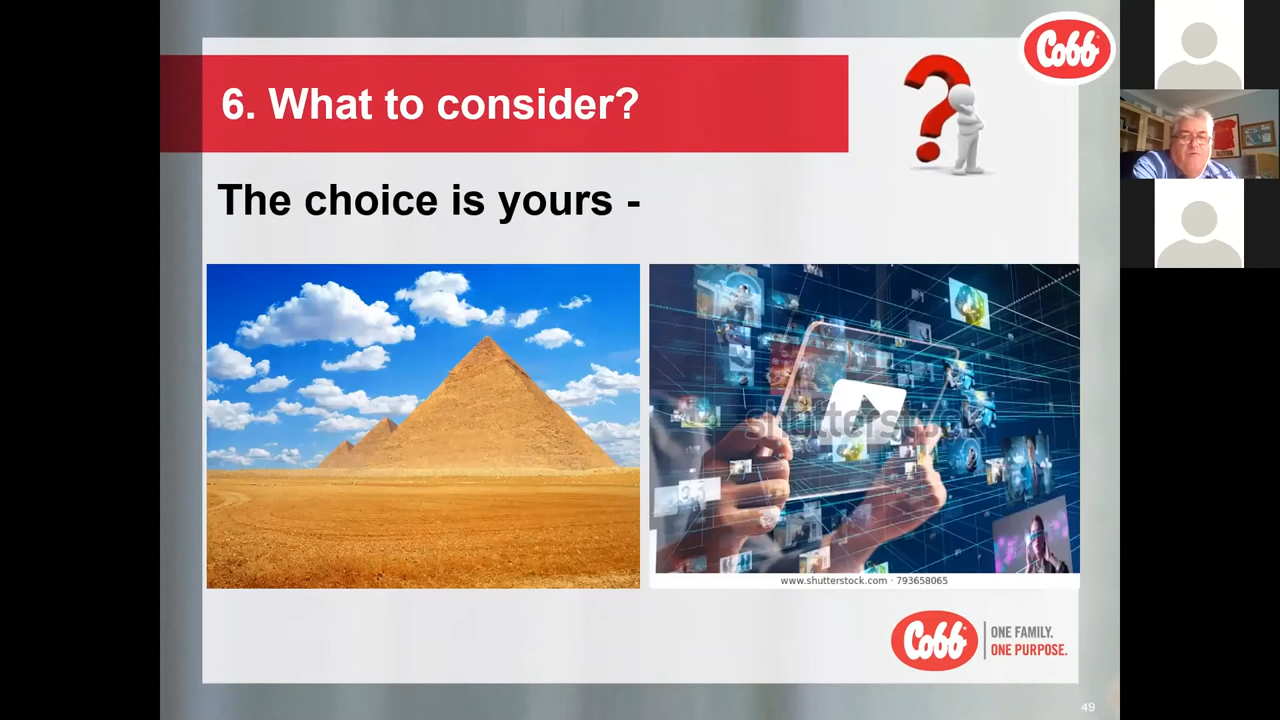 Cobb
6. What to consider?
The choice is yours -
shutterstock
www.shutterstock.com · 793658065
Cobb
ONE FAMILY.
ONE PURPOSE.
49